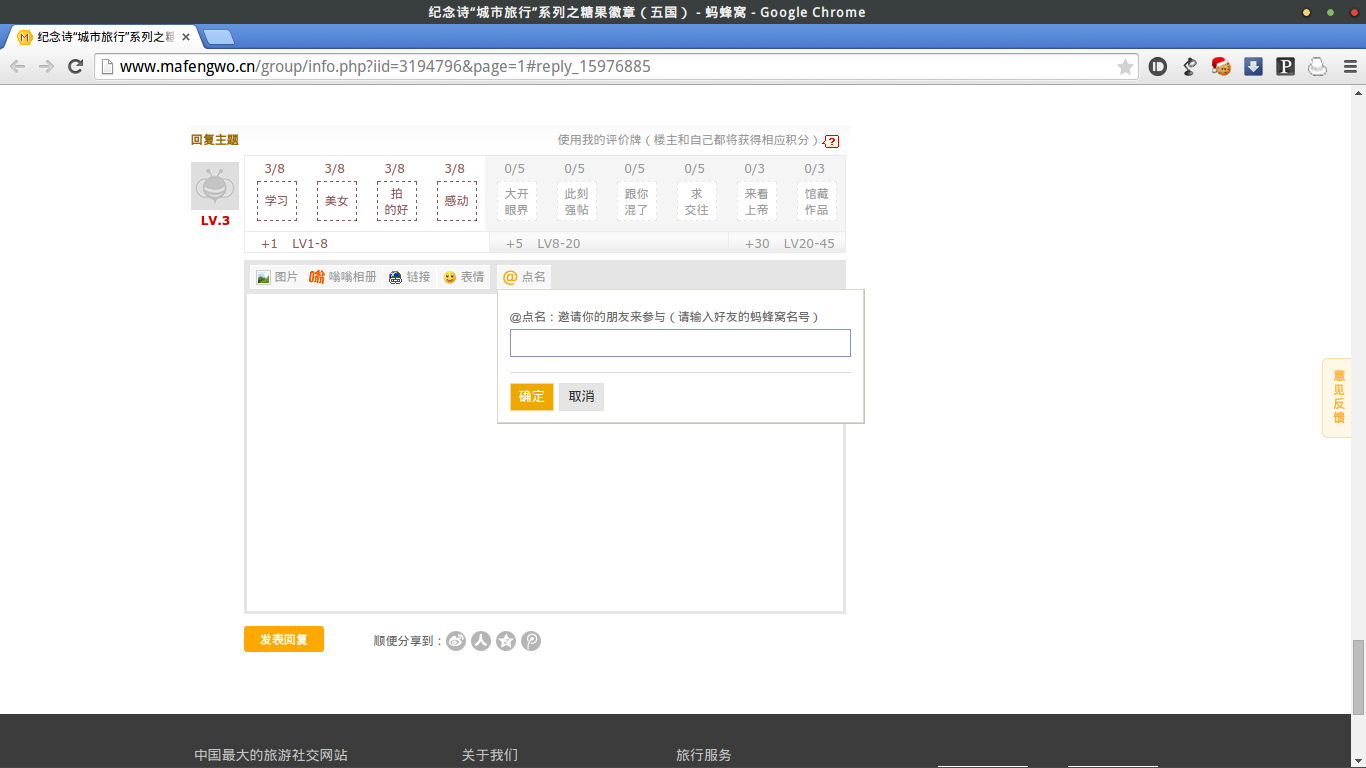 纪念诗“城市旅行”系列之糖果徽章（五国） - 蚂蜂窝 - Google Chrome
纪念诗“城市旅行”系列之
www.mafengwo.cn/group/info.php?iid=3194796&page=1#reply_15976885
回复主题
使用我的评价牌（楼主和自己都将获得相应积分）
?
3/8 3/8 3/8 3/8 0/5 0/5 0/5 0/5 0/3 0/3
学习 美女 拍的好 感动 大开眼界 此刻强帖 跟你混了 求交往 来看上帝 馆藏作品
LV.3
+1 LV1-8 +5 LV8-20 +30 LV20-45
图片 嗡嗡相册 链接 表情 @点名
@点名：邀请你的朋友来参与（请输入好友的蚂蜂窝名号）
确定 取消
意见反馈
发表回复 顺便分享到：
中国最大的旅游社交网站 关于我们 旅行服务